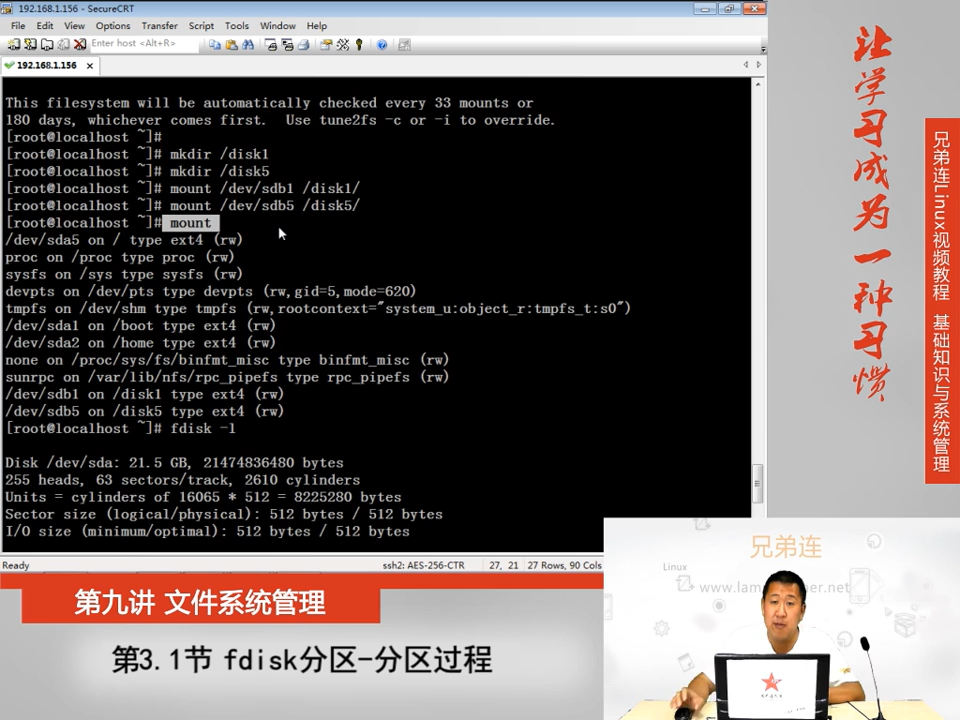 192.168.1.156 - SecureCRT
File Edit View Options Transfer Script Tools Window Help
Enter host <Alt+R>
192.168.1.156
This filesystem will be automatically checked every 33 mounts or
180 days, whichever comes first.  Use tune2fs -c or -i to override.
[root@localhost ~]#
[root@localhost ~]# mkdir /disk1
[root@localhost ~]# mkdir /disk5
[root@localhost ~]# mount /dev/sdb1 /disk1/
[root@localhost ~]# mount /dev/sdb5 /disk5/
[root@localhost ~]# mount
/dev/sda5 on / type ext4 (rw)
proc on /proc type proc (rw)
sysfs on /sys type sysfs (rw)
devpts on /dev/pts type devpts (rw,gid=5,mode=620)
tmpfs on /dev/shm type tmpfs (rw,rootcontext="system_u:object_r:tmpfs_t:s0")
/dev/sda1 on /boot type ext4 (rw)
/dev/sda2 on /home type ext4 (rw)
none on /proc/sys/fs/binfmt_misc type binfmt_misc (rw)
sunrpc on /var/lib/nfs/rpc_pipefs type rpc_pipefs (rw)
/dev/sdb1 on /disk1 type ext4 (rw)
/dev/sdb5 on /disk5 type ext4 (rw)
[root@localhost ~]# fdisk -l
Disk /dev/sda: 21.5 GB, 21474836480 bytes
255 heads, 63 sectors/track, 2610 cylinders
Units = cylinders of 16065 * 512 = 8225280 bytes
Sector size (logical/physical): 512 bytes / 512 bytes
I/O size (minimum/optimal): 512 bytes / 512 bytes
Ready ssh2: AES-256-CTR 27, 21 27 Rows, 90 Cols
让学习成为一种习惯
兄弟连Linux视频教程 基础知识与系统管理
第九讲 文件系统管理
第3.1节 fdisk分区-分区过程
兄弟连
Linux